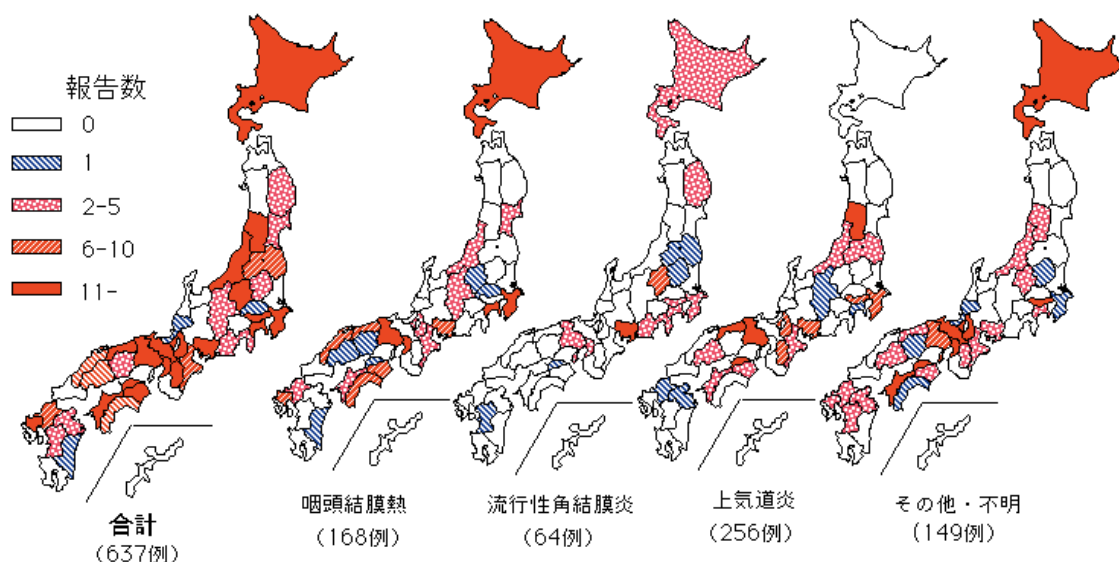 報告数
0
1
2-5
6-10
11-
合計
(637例)
咽頭結膜熱
(168例)
流行性角結膜炎
(64例)
上気道炎
(256例)
その他・不明
(149例)